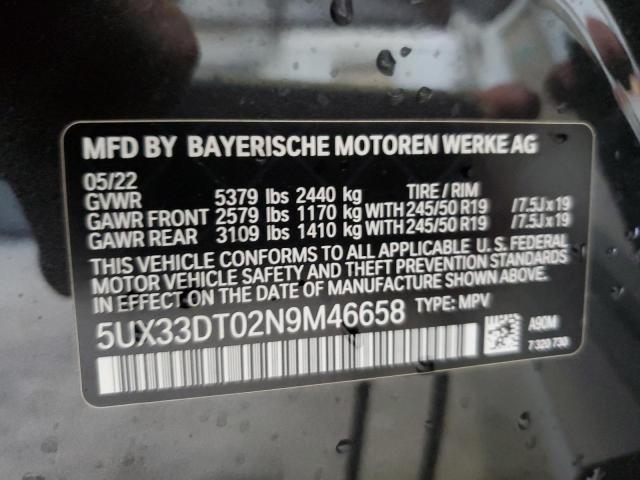 MFD BY BAYERISCHE MOTOREN WERKE AG
05/22
GVWR 5379 lbs 2440 kg TIRE / RIM
GAWR FRONT 2579 lbs 1170 kg WITH 245/50 R19 /7.5J x 19
GAWR REAR 3109 lbs 1410 kg WITH 245/50 R19 /7.5J x 19
THIS VEHICLE CONFORMS TO ALL APPLICABLE U. S. FEDERAL
MOTOR VEHICLE SAFETY AND THEFT PREVENTION STANDARDS
IN EFFECT ON THE DATE OF MANUFACTURE SHOWN ABOVE.
5UX33DT02N9M46658 TYPE: MPV
A90M
7 320 730